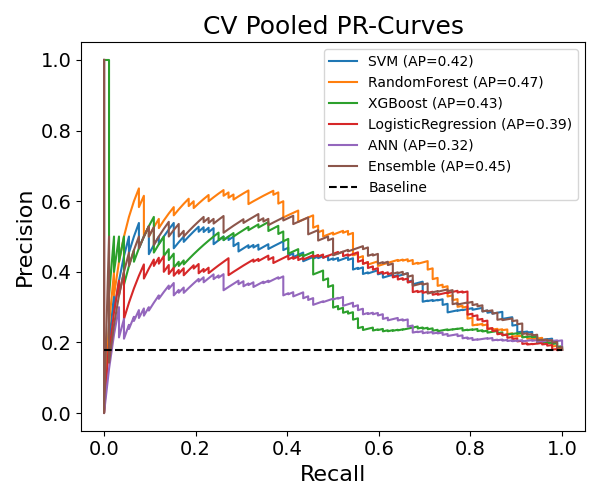 CV Pooled PR-Curves
SVM (AP=0.42)
RandomForest (AP=0.47)
XGBoost (AP=0.43)
LogisticRegression (AP=0.39)
ANN (AP=0.32)
Ensemble (AP=0.45)
Baseline
Precision
1.0
0.8
0.6
0.4
0.2
0.0
0.0 0.2 0.4 0.6 0.8 1.0
Recall